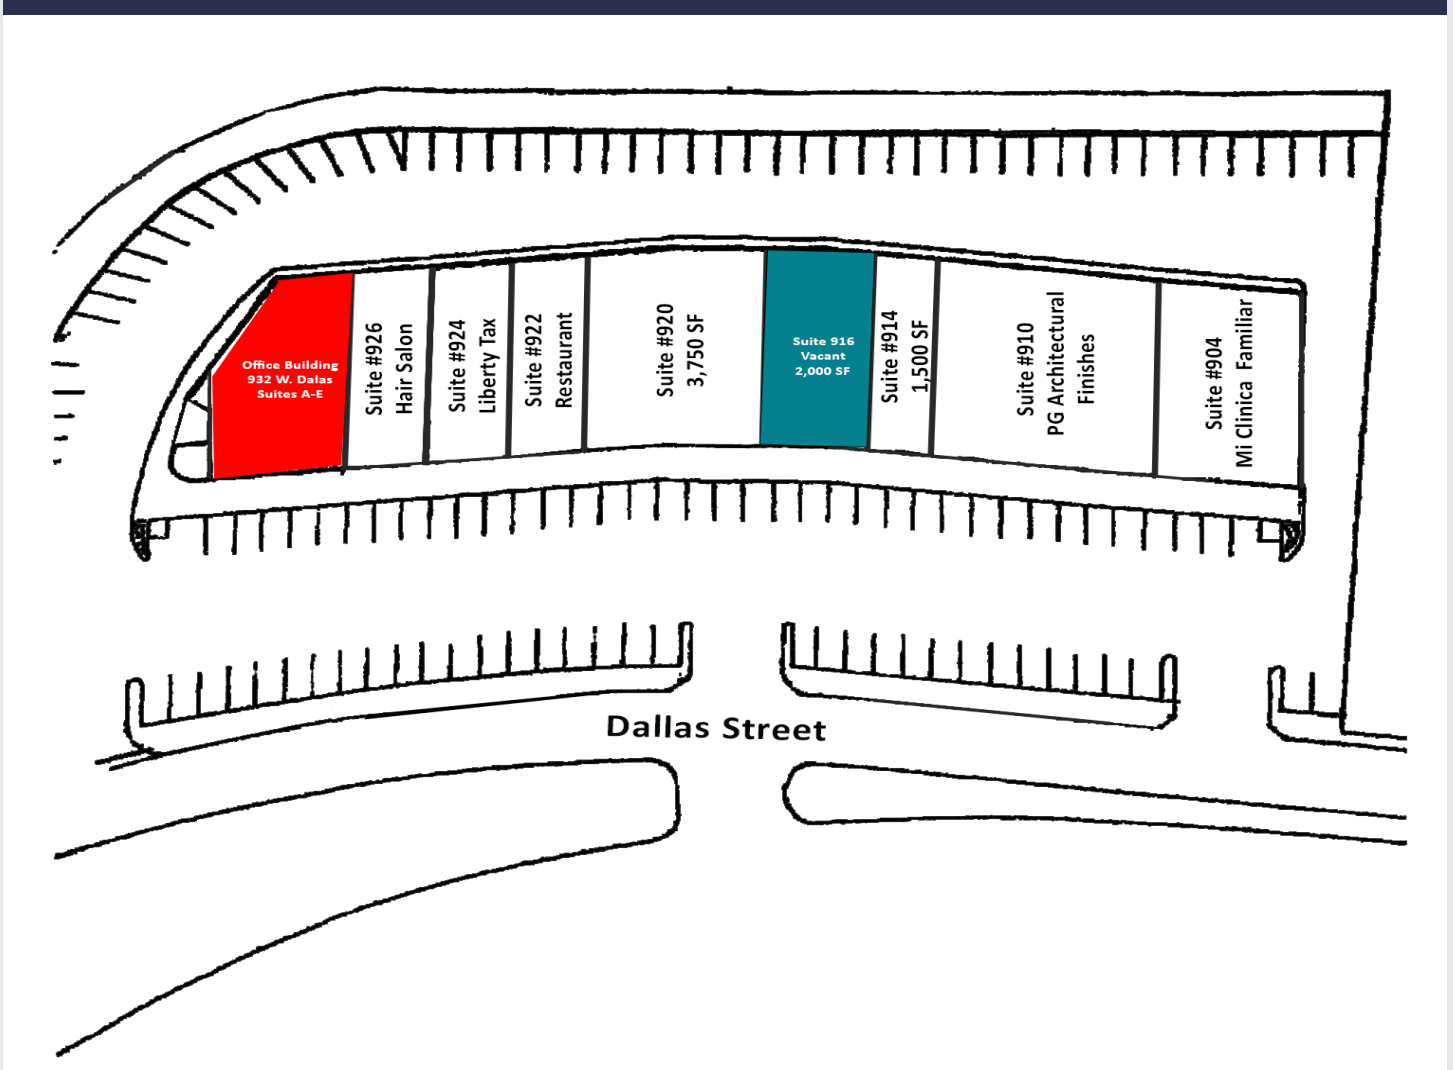 Office Building
932 W. Dalas
Suites A-E
Suite #926
Hair Salon
Suite #924
Liberty Tax
Suite #922
Restaurant
Suite #920
3,750 SF
Suite 916
Vacant
2,000 SF
Suite #914
1,500 SF
Suite #910
PG Architectural
Finishes
Suite #904
Mi Clinica Familiar
Dallas Street